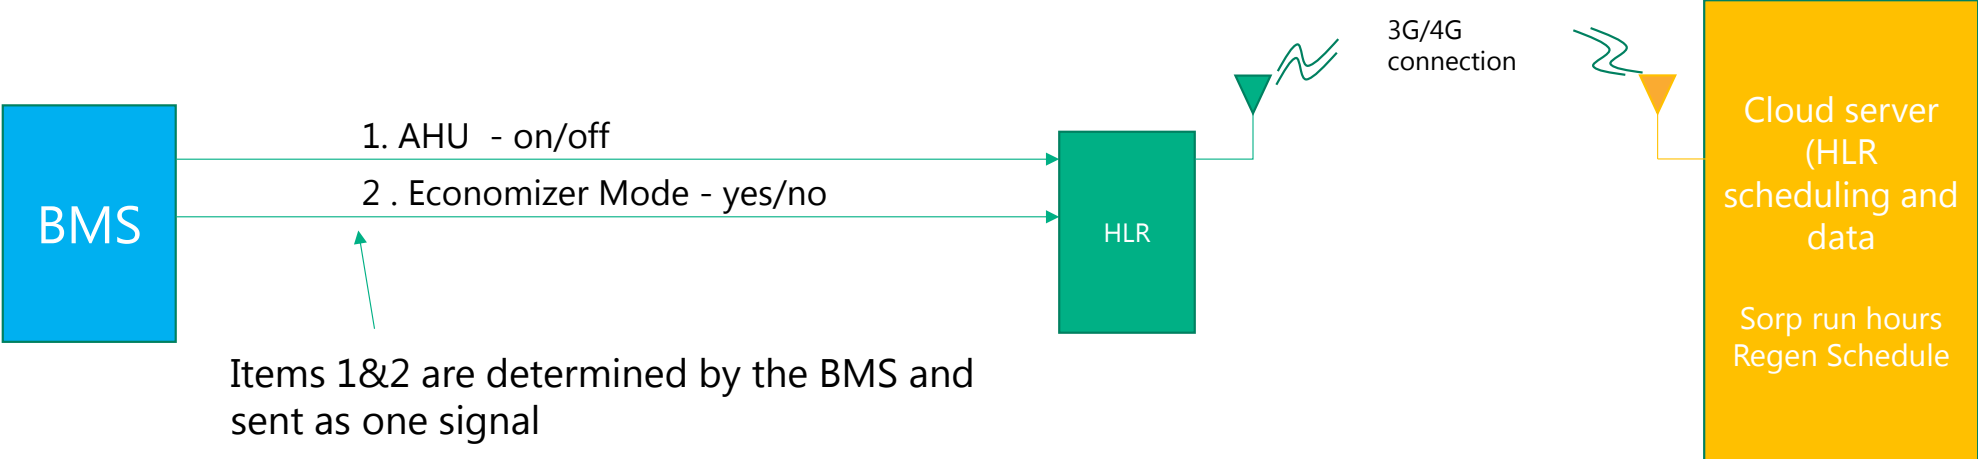 3G/4G
connection
1. AHU  - on/off
2 . Economizer Mode - yes/no
BMS
HLR
Cloud server
(HLR
scheduling and
data
Sorp run hours
Regen Schedule
Items 1&2 are determined by the BMS and
sent as one signal